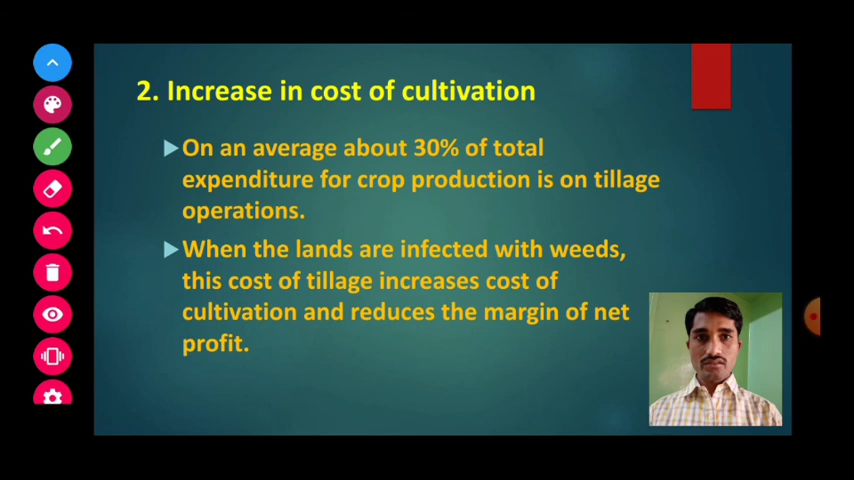 2. Increase in cost of cultivation
On an average about 30% of total
expenditure for crop production is on tillage
operations.
When the lands are infected with weeds,
this cost of tillage increases cost of
cultivation and reduces the margin of net
profit.